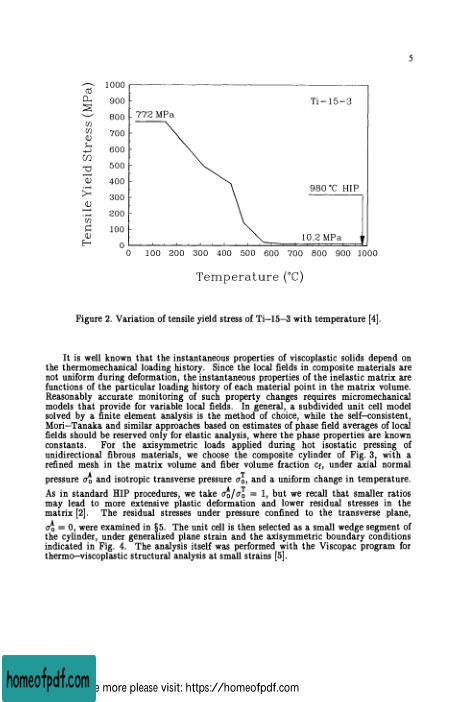 5
Tensile Yield Stress (MPa)
1000
900
800
700
600
500
400
300
200
100
0
772 MPa
Ti-15-3
980°C HIP
10.2 MPa
0 100 200 300 400 500 600 700 800 900 1000
Temperature (°C)
Figure 2. Variation of tensile yield stress of Ti–15–3 with temperature [4].
It is well known that the instantaneous properties of viscoplastic solids depend on
the thermomechanical loading history. Since the local fields in composite materials are
not uniform during deformation, the instantaneous properties of the inelastic matrix are
functions of the particular loading history of each material point in the matrix volume.
Reasonably accurate monitoring of such property changes requires micromechanical
models that provide for variable local fields. In general, a subdivided unit cell model
solved by a finite element analysis is the method of choice, while the self–consistent,
Mori–Tanaka and similar approaches based on estimates of phase field averages of local
fields should be reserved only for elastic analysis, where the phase properties are known
constants. For the axisymmetric loads applied during hot isostatic pressing of
unidirectional fibrous materials, we choose the composite cylinder of Fig. 3, with a
refined mesh in the matrix volume and fiber volume fraction c_f, under axial normal
pressure σ₀ᴬ and isotropic transverse pressure σ₀ᵀ, and a uniform change in temperature.
As in standard HIP procedures, we take σ₀ᴬ/σ₀ᵀ = 1, but we recall that smaller ratios
may lead to more extensive plastic deformation and lower residual stresses in the
matrix [2]. The residual stresses under pressure confined to the transverse plane,
σ₀ᴬ = 0, were examined in §5. The unit cell is then selected as a small wedge segment of
the cylinder, under generalized plane strain and the axisymmetric boundary conditions
indicated in Fig. 4. The analysis itself was performed with the Viscopac program for
thermo–viscoplastic structural analysis at small strains [5].
homeofpdf.com
e more please visit: https://homeofpdf.com